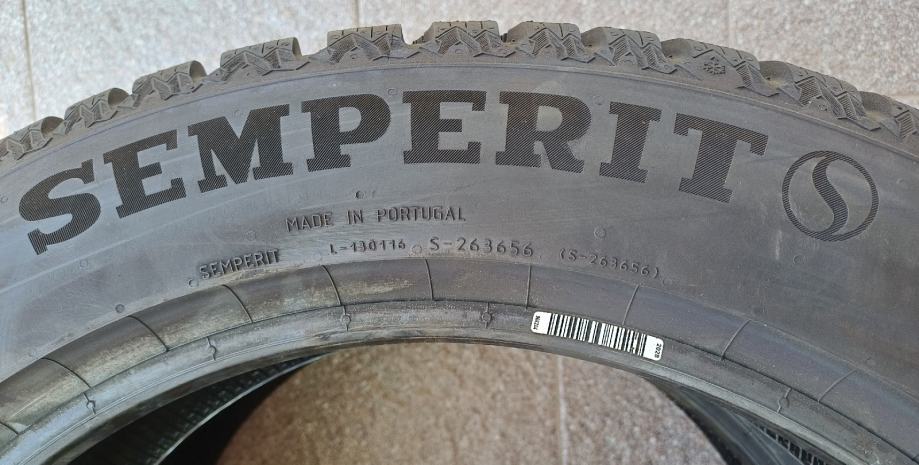 SEMPERIT
MADE IN PORTUGAL
SEMPERIT L-130116 S-263656 (S-263656)